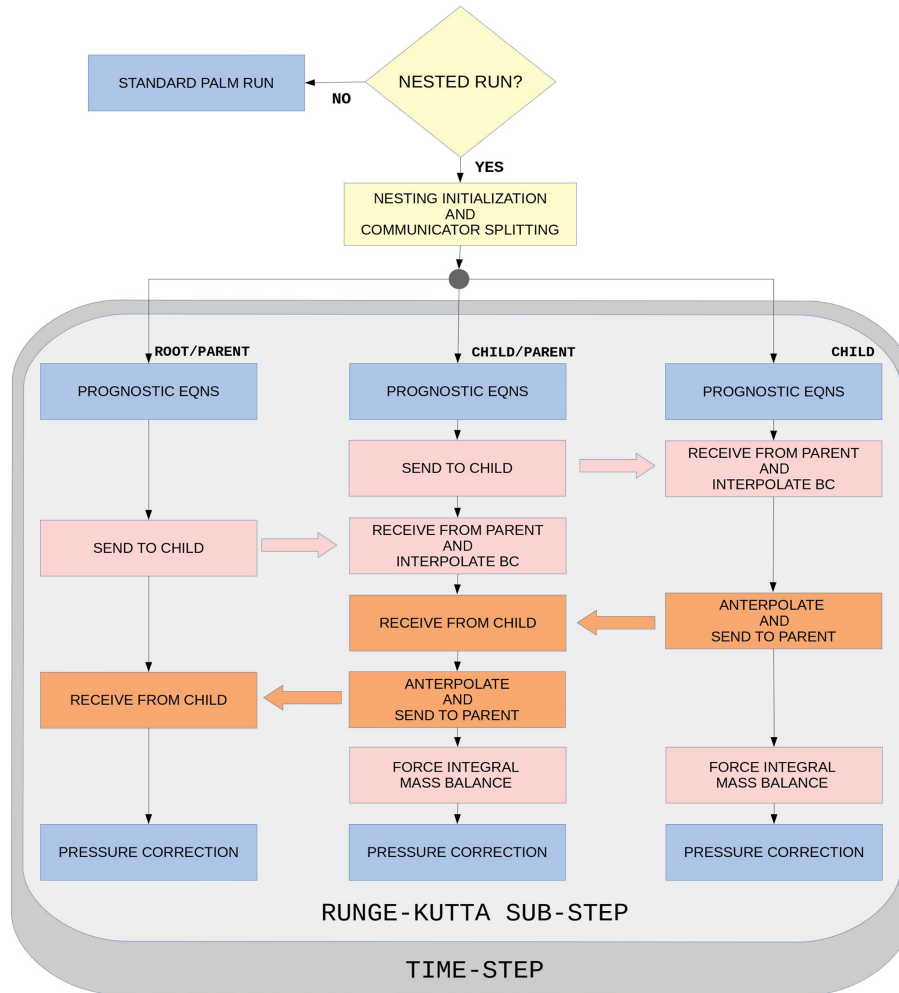 NESTED RUN?
STANDARD PALM RUN
NO
YES
NESTING INITIALIZATION
AND
COMMUNICATOR SPLITTING
ROOT/PARENT
CHILD/PARENT
CHILD
PROGNOSTIC EQNS
PROGNOSTIC EQNS
PROGNOSTIC EQNS
SEND TO CHILD
RECEIVE FROM PARENT
AND
INTERPOLATE BC
SEND TO CHILD
RECEIVE FROM PARENT
AND
INTERPOLATE BC
RECEIVE FROM CHILD
ANTERPOLATE
AND
SEND TO PARENT
RECEIVE FROM CHILD
ANTERPOLATE
AND
SEND TO PARENT
FORCE INTEGRAL
MASS BALANCE
FORCE INTEGRAL
MASS BALANCE
PRESSURE CORRECTION
PRESSURE CORRECTION
PRESSURE CORRECTION
RUNGE-KUTTA SUB-STEP
TIME-STEP